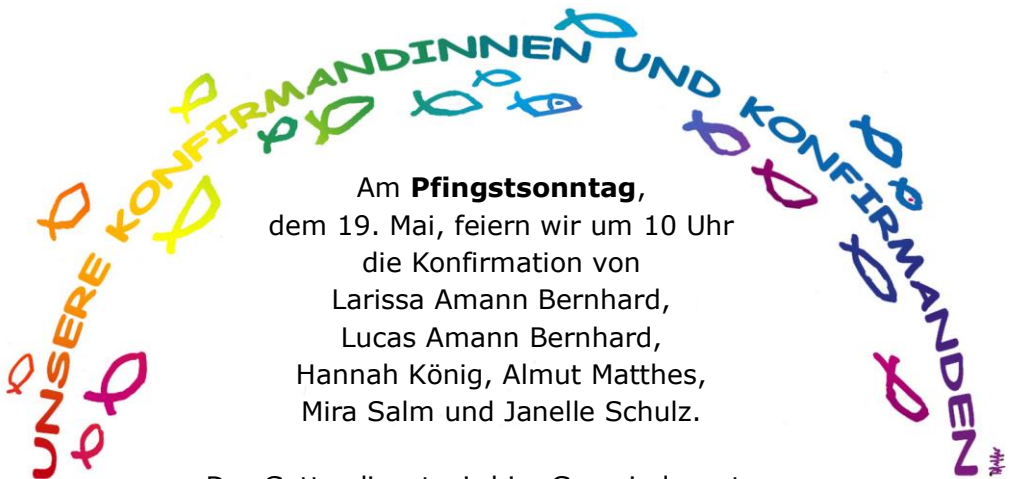 UNSERE KONFIRMANDINNEN UND KONFIRMANDEN
Am Pfingstsonntag,
dem 19. Mai, feiern wir um 10 Uhr
die Konfirmation von
Larissa Amann Bernhard,
Lucas Amann Bernhard,
Hannah König, Almut Matthes,
Mira Salm und Janelle Schulz.